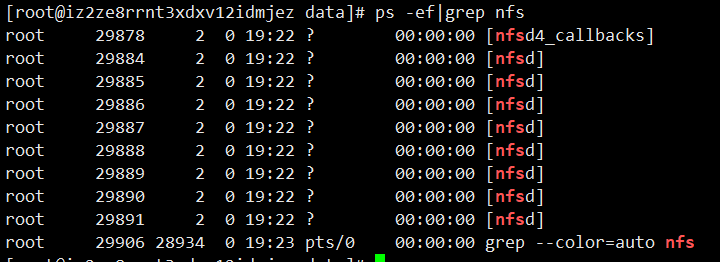 [root@iz2ze8rrnt3xdxv12idmjez data]# ps -ef|grep nfs
root     29878     2  0 19:22 ?        00:00:00 [nfsd4_callbacks]
root     29884     2  0 19:22 ?        00:00:00 [nfsd]
root     29885     2  0 19:22 ?        00:00:00 [nfsd]
root     29886     2  0 19:22 ?        00:00:00 [nfsd]
root     29887     2  0 19:22 ?        00:00:00 [nfsd]
root     29888     2  0 19:22 ?        00:00:00 [nfsd]
root     29889     2  0 19:22 ?        00:00:00 [nfsd]
root     29890     2  0 19:22 ?        00:00:00 [nfsd]
root     29891     2  0 19:22 ?        00:00:00 [nfsd]
root     29906 28934  0 19:23 pts/0    00:00:00 grep --color=auto nfs